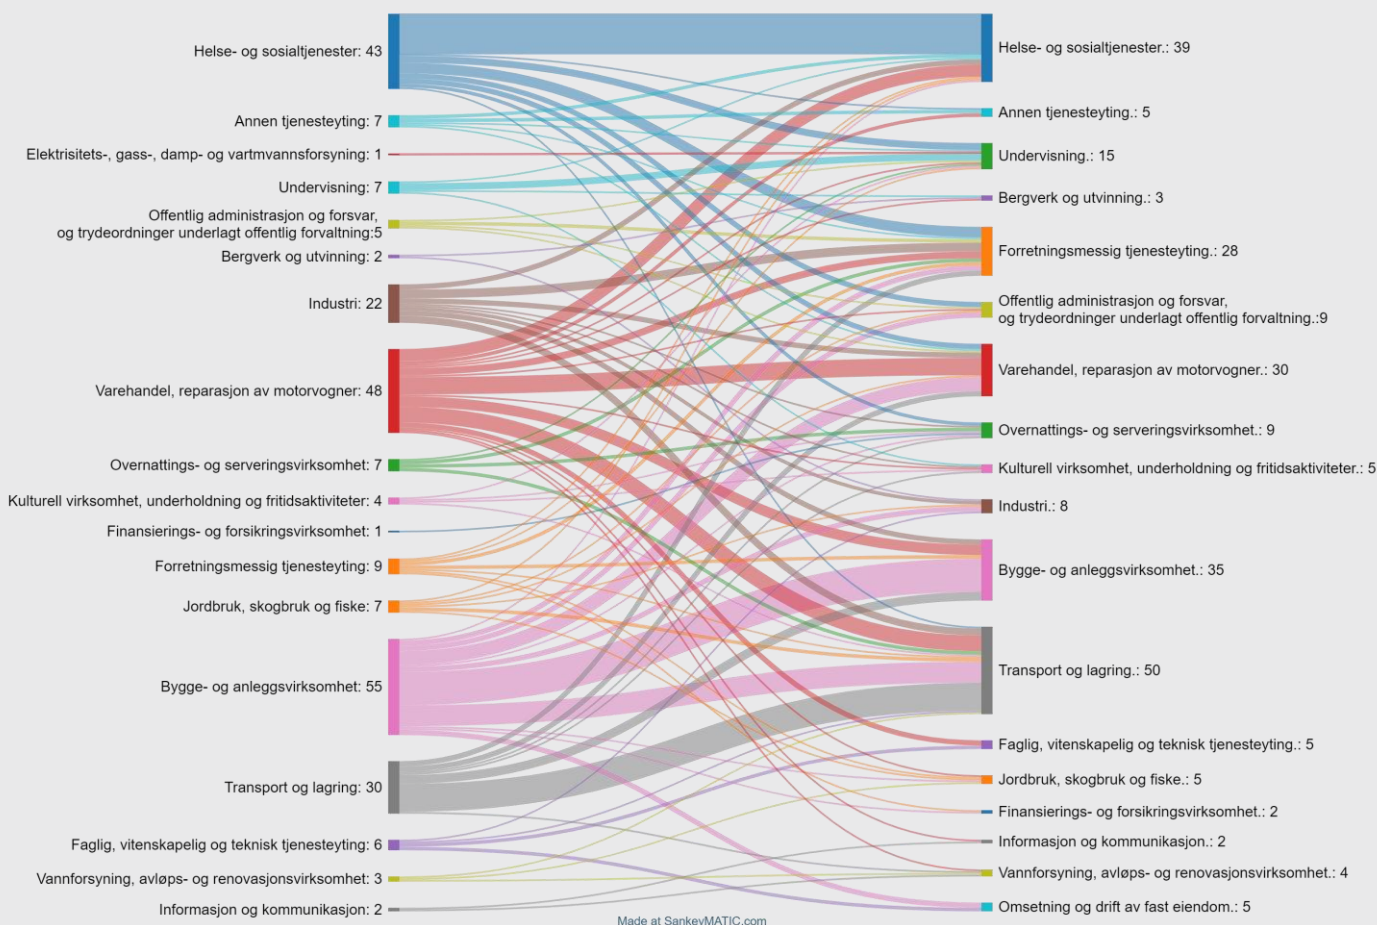 Helse- og sosialtjenester: 43
Annen tjenesteyting: 7
Elektrisitets-, gass-, damp- og vartmvannsforsyning: 1
Undervisning: 7
Offentlig administrasjon og forsvar,
og trydeordninger underlagt offentlig forvaltning:5
Bergverk og utvinning: 2
Industri: 22
Varehandel, reparasjon av motorvogner: 48
Overnattings- og serveringsvirksomhet: 7
Kulturell virksomhet, underholdning og fritidsaktiviteter: 4
Finansierings- og forsikringsvirksomhet: 1
Forretningsmessig tjenesteyting: 9
Jordbruk, skogbruk og fiske: 7
Bygge- og anleggsvirksomhet: 55
Transport og lagring: 30
Faglig, vitenskapelig og teknisk tjenesteyting: 6
Vannforsyning, avløps- og renovasjonsvirksomhet: 3
Informasjon og kommunikasjon: 2
Helse- og sosialtjenester.: 39
Annen tjenesteyting.: 5
Undervisning.: 15
Bergverk og utvinning.: 3
Forretningsmessig tjenesteyting.: 28
Offentlig administrasjon og forsvar,
og trydeordninger underlagt offentlig forvaltning.:9
Varehandel, reparasjon av motorvogner.: 30
Overnattings- og serveringsvirksomhet.: 9
Kulturell virksomhet, underholdning og fritidsaktiviteter.: 5
Industri.: 8
Bygge- og anleggsvirksomhet.: 35
Transport og lagring.: 50
Faglig, vitenskapelig og teknisk tjenesteyting.: 5
Jordbruk, skogbruk og fiske.: 5
Finansierings- og forsikringsvirksomhet.: 2
Informasjon og kommunikasjon.: 2
Vannforsyning, avløps- og renovasjonsvirksomhet.: 4
Omsetning og drift av fast eiendom.: 5
Made at SankeyMATIC.com